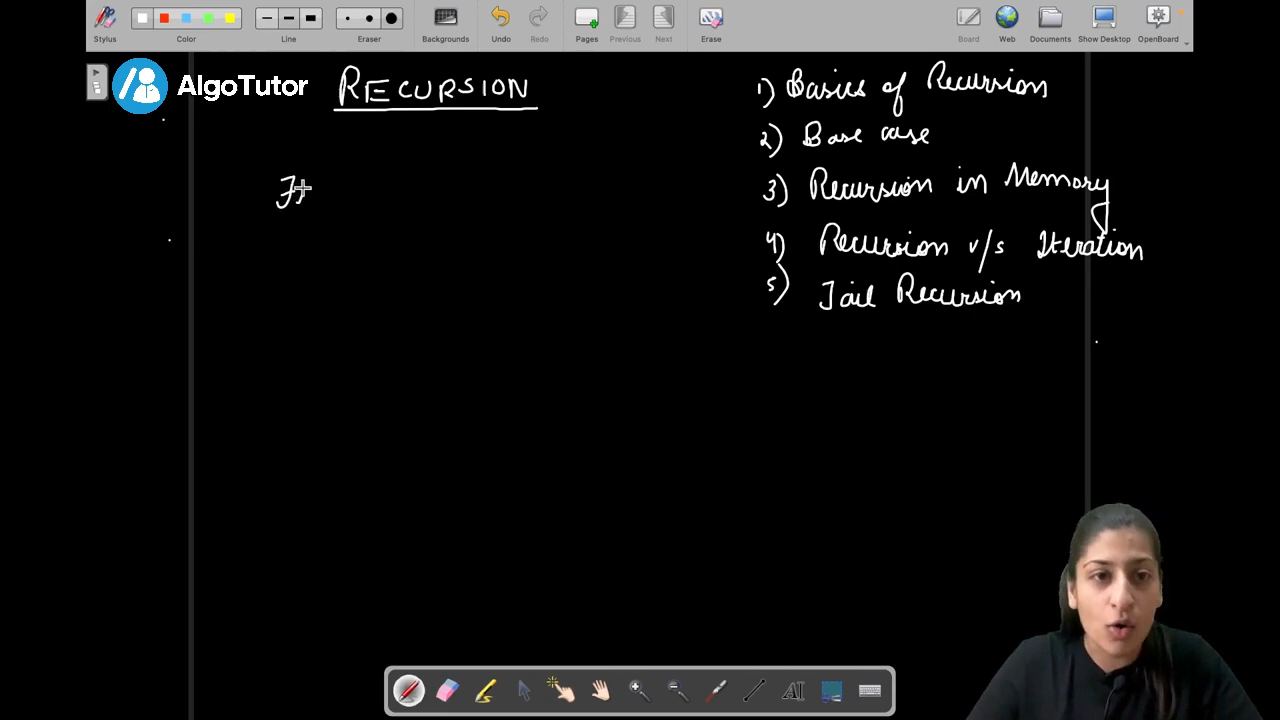 Stylus Color Line Eraser Backgrounds Undo Redo Pages Previous Next Erase Board Web Documents Show Desktop OpenBoard
AlgoTutor
RECURSION
1) Basics of Recursion
2) Base case
3) Recursion in Memory
4) Recursion v/s Iteration
5) Tail Recursion